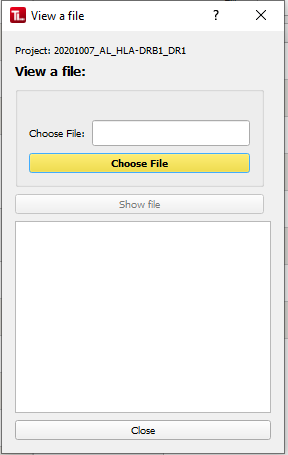 TL View a file ?
Project: 20201007_AL_HLA-DRB1_DR1
View a file:
Choose File:
Choose File
Show file
Close